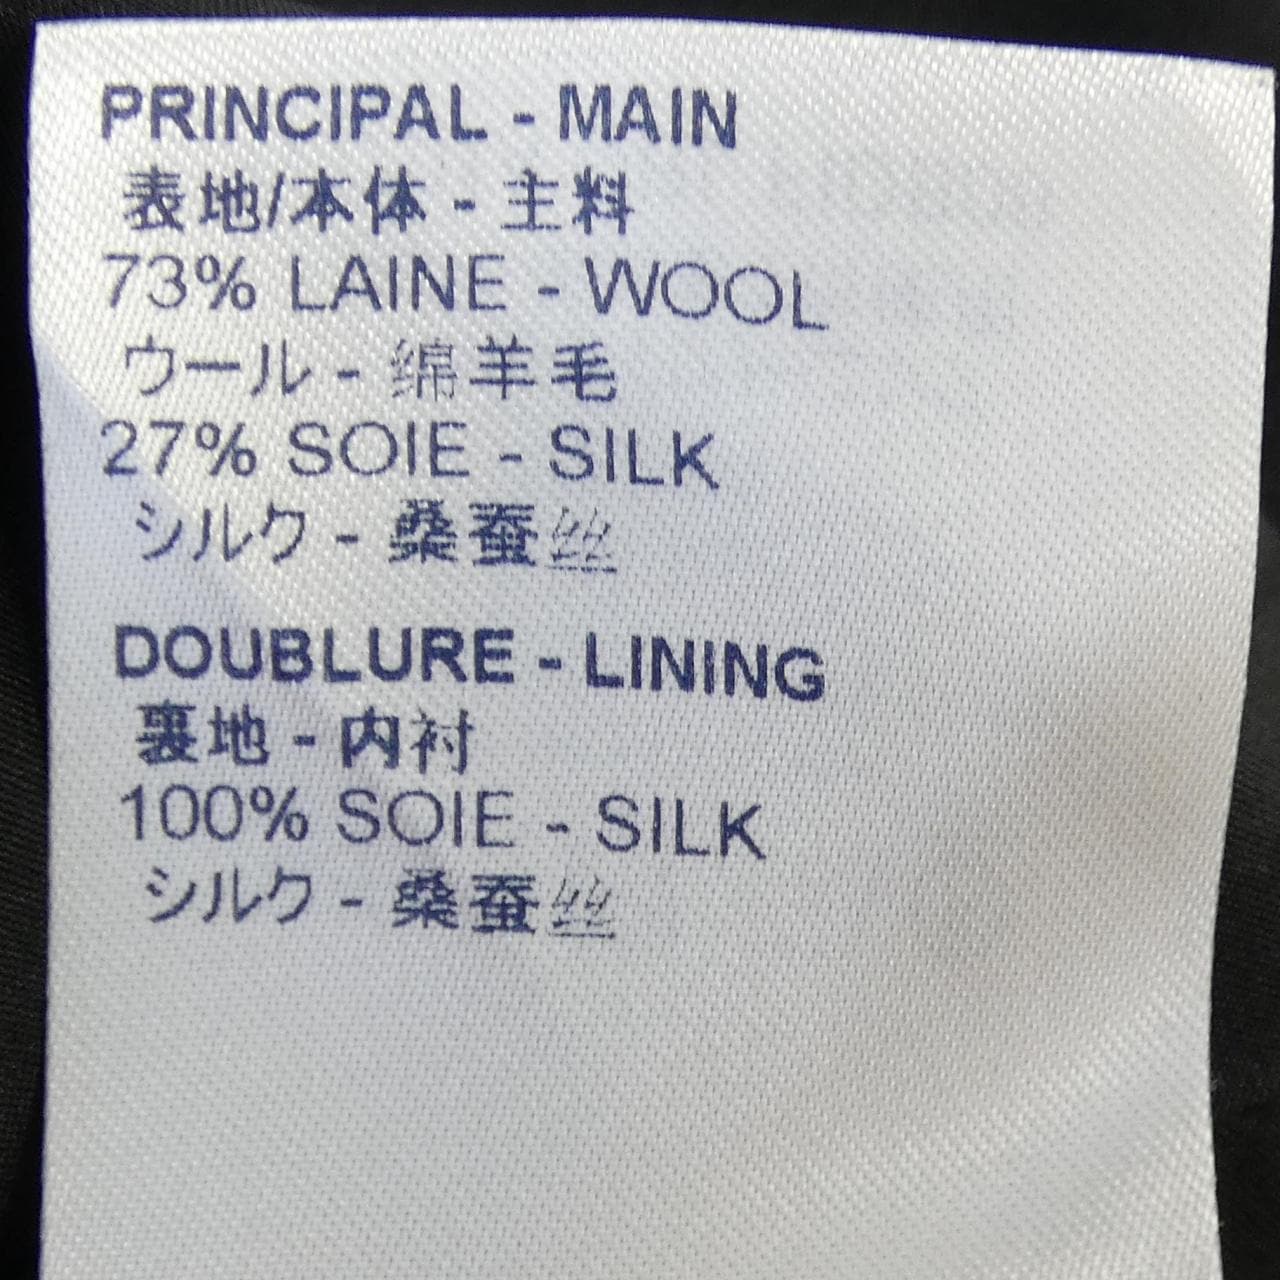 PRINCIPAL - MAIN
表地/本体 - 主料
73% LAINE - WOOL
ウール - 绵羊毛
27% SOIE - SILK
シルク - 桑蚕丝
DOUBLURE - LINING
裏地 - 内衬
100% SOIE - SILK
シルク - 桑蚕丝